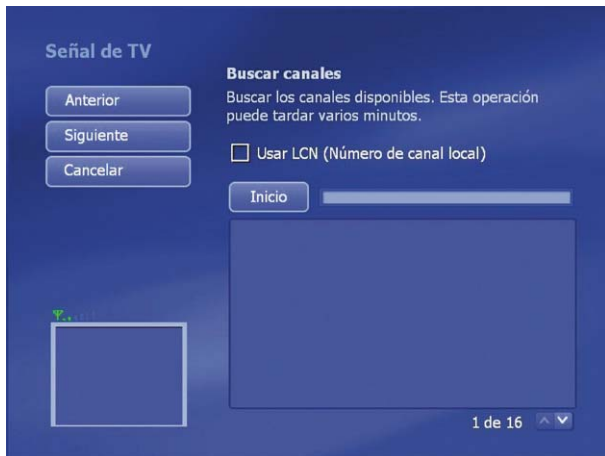 Señal de TV
Anterior
Siguiente
Cancelar
Buscar canales
Buscar los canales disponibles. Esta operación
puede tardar varios minutos.
Usar LCN (Número de canal local)
Inicio
1 de 16